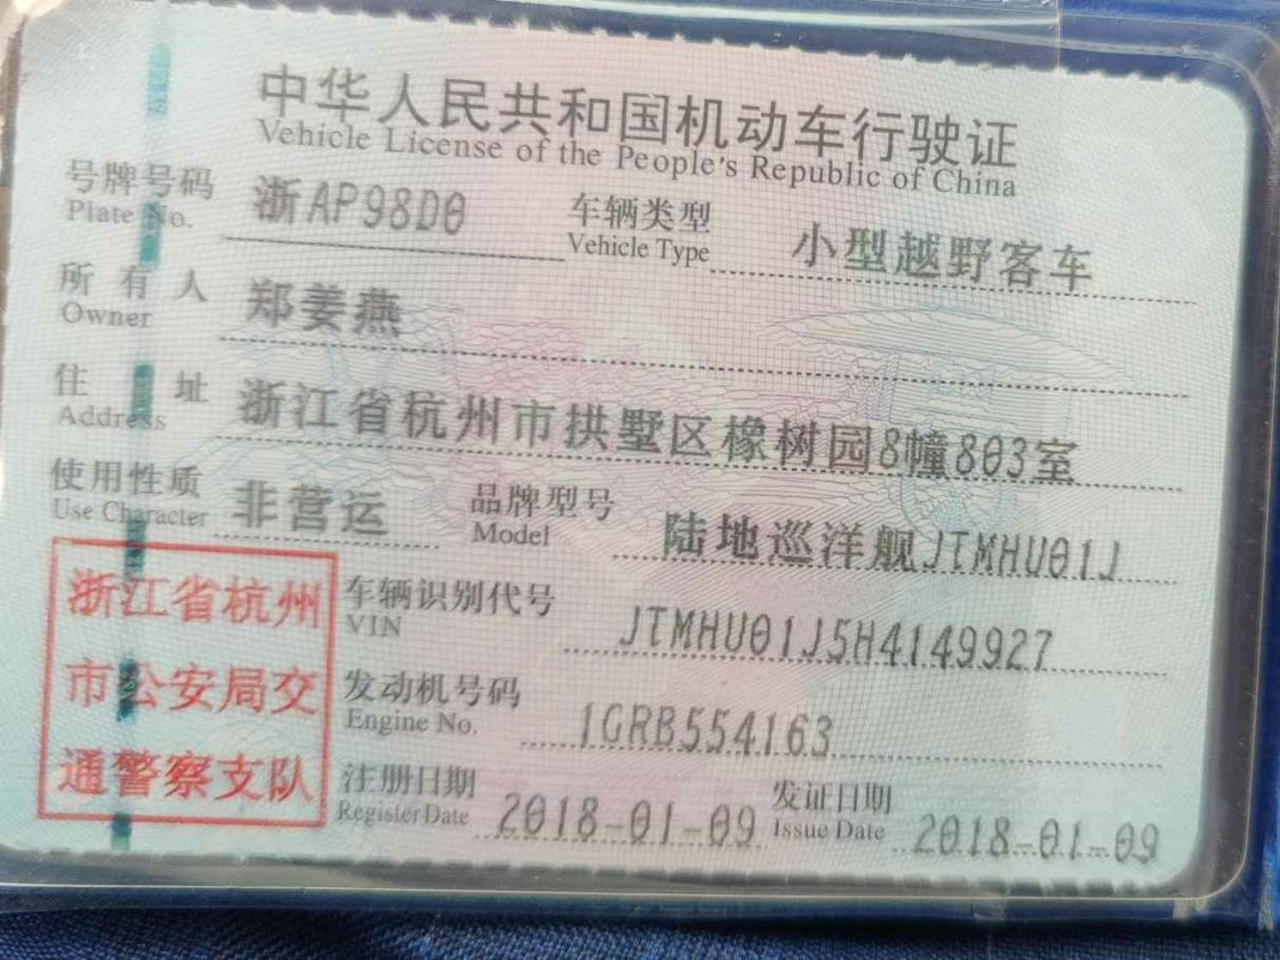 中华人民共和国机动车行驶证
Vehicle License of the People's Republic of China
号牌号码 浙AP98D0 车辆类型 小型越野客车
Plate No. Vehicle Type
所有人 郑姜燕
Owner
住址 浙江省杭州市拱墅区橡树园8幢803室
Address
使用性质 非营运 品牌型号 陆地巡洋舰JTMHU01J
Use Character Model
浙江省杭州
市公安局交
通警察支队
车辆识别代号 JTMHU01J5H4149927
VIN
发动机号码 1GRB554163
Engine No.
注册日期 2018-01-09 发证日期 2018-01-09
Register Date Issue Date